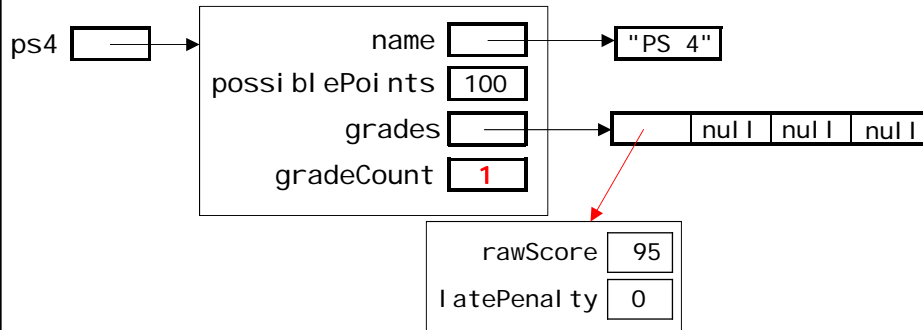 ps4
name "PS 4"
possiblePoints 100
grades null null null
gradeCount 1
rawScore 95
latePenalty 0